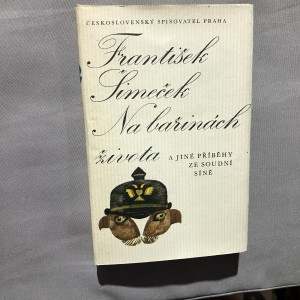 ČESKOSLOVENSKÝ SPISOVATEL PRAHA
František
Šimeček
Na bařinách
života A JINÉ PŘÍBĚHY
ZE SOUDNÍ
SÍNĚ